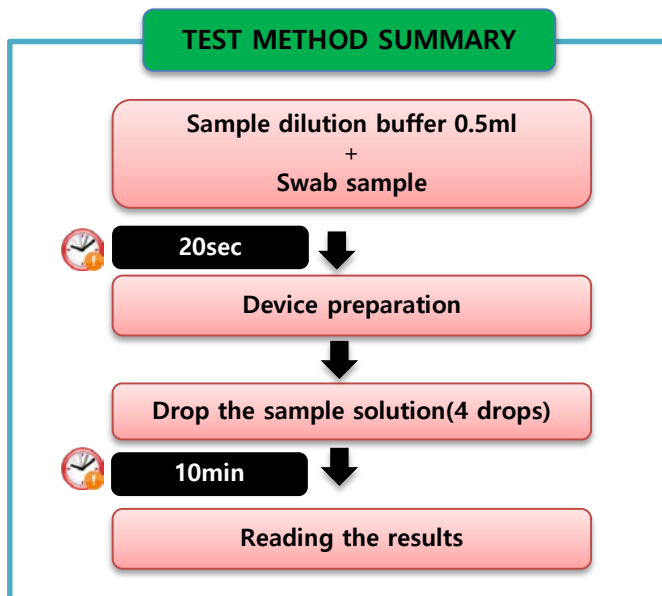 TEST METHOD SUMMARY
Sample dilution buffer 0.5ml
+
Swab sample
20sec
Device preparation
Drop the sample solution(4 drops)
10min
Reading the results